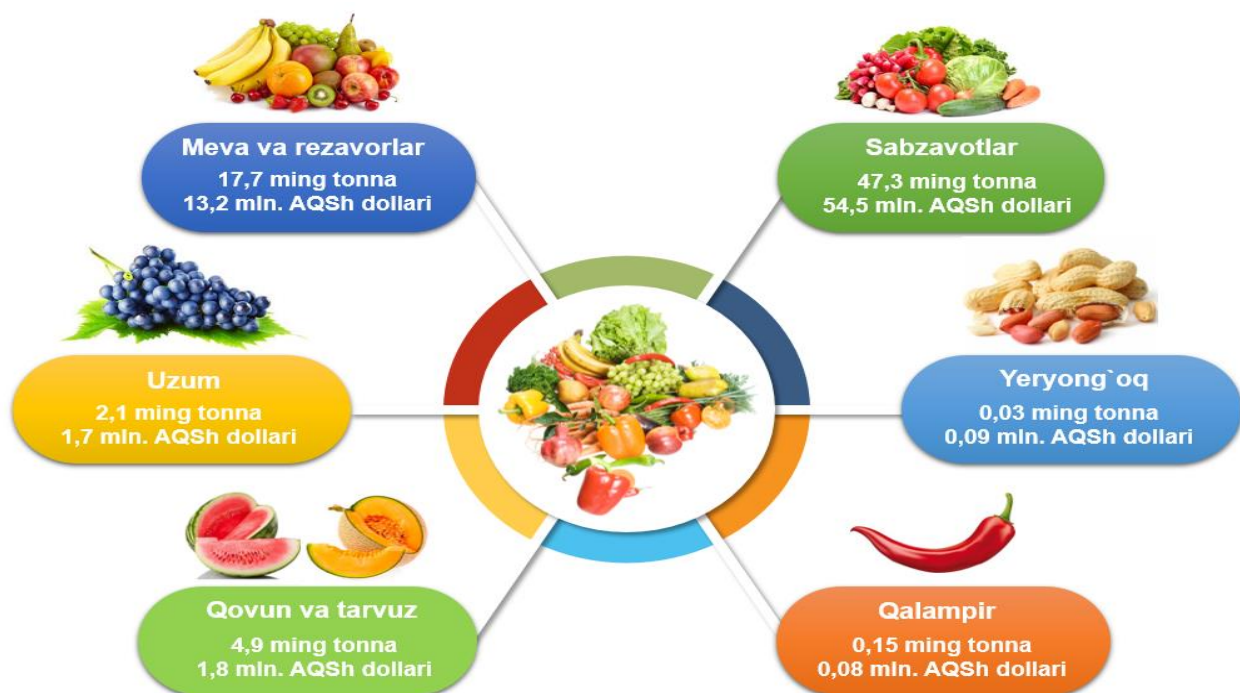 Meva va rezavorlar
17,7 ming tonna
13,2 mln. AQSh dollari
Sabzavotlar
47,3 ming tonna
54,5 mln. AQSh dollari
Uzum
2,1 ming tonna
1,7 mln. AQSh dollari
Yeryong`oq
0,03 ming tonna
0,09 mln. AQSh dollari
Qovun va tarvuz
4,9 ming tonna
1,8 mln. AQSh dollari
Qalampir
0,15 ming tonna
0,08 mln. AQSh dollari